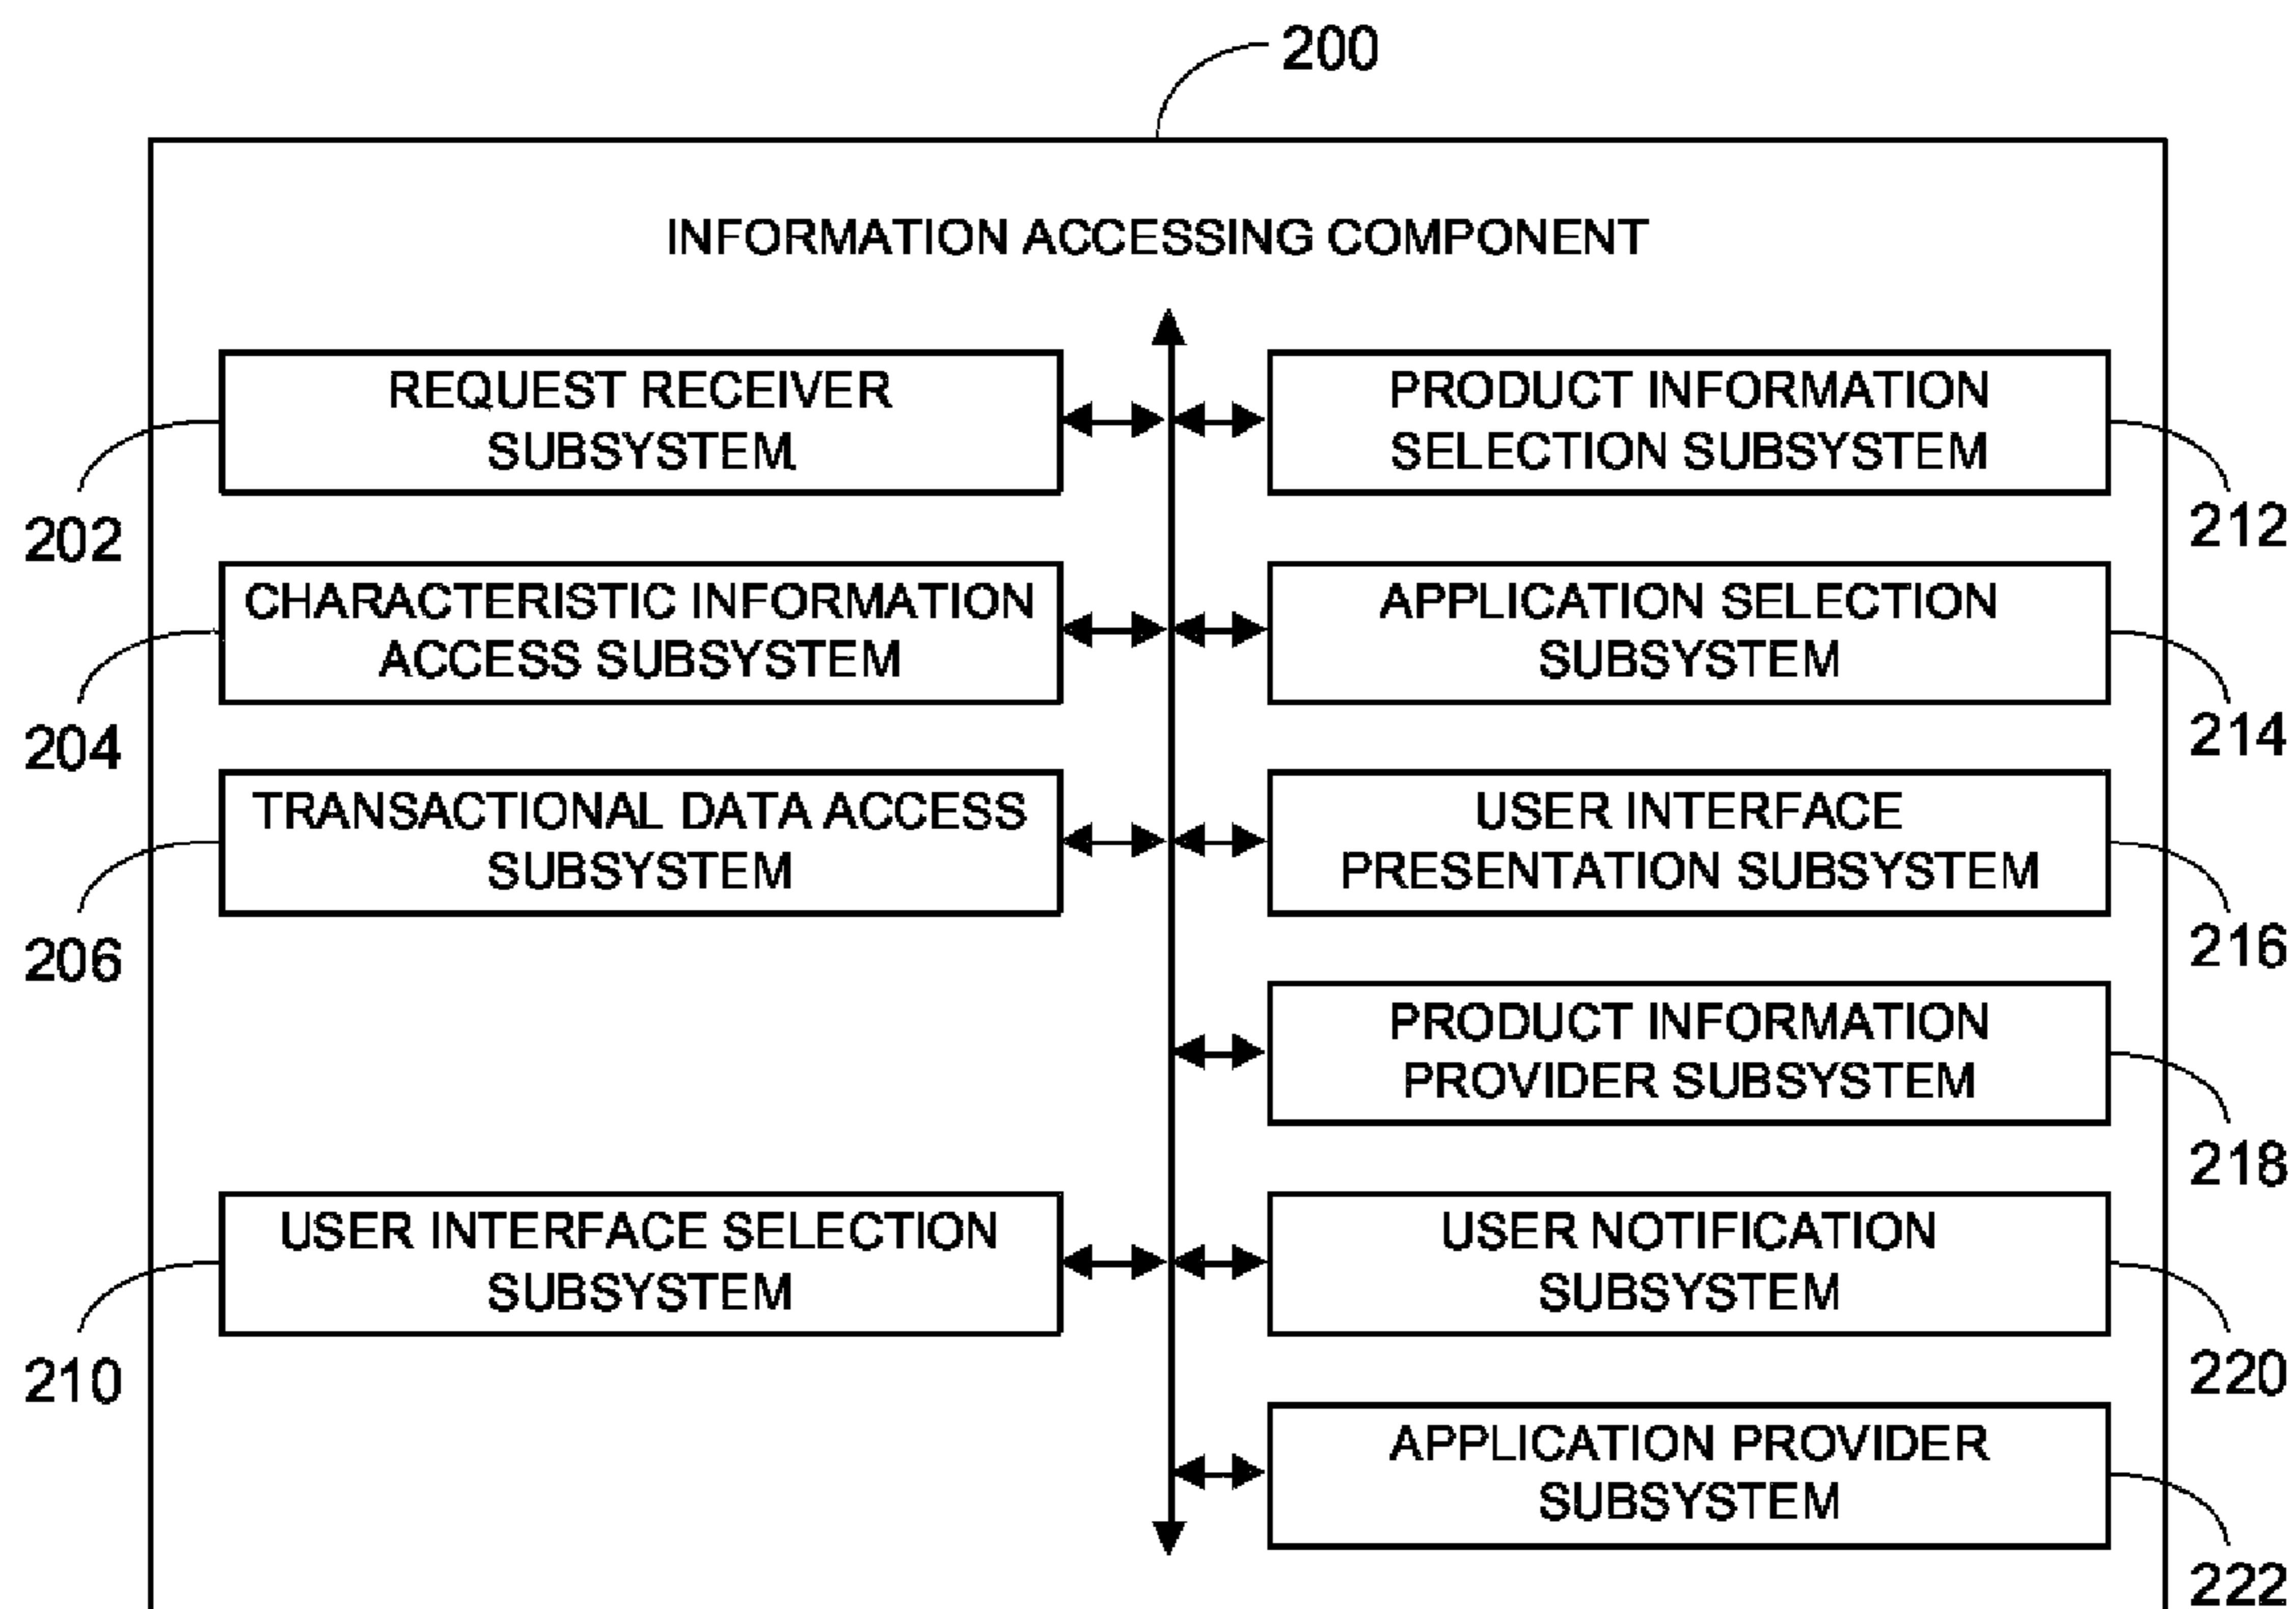 200
INFORMATION ACCESSING COMPONENT
REQUEST RECEIVER
SUBSYSTEM.
202
CHARACTERISTIC INFORMATION
ACCESS SUBSYSTEM
204
TRANSACTIONAL DATA ACCESS
SUBSYSTEM
206
USER INTERFACE SELECTION
SUBSYSTEM
210
PRODUCT INFORMATION
SELECTION SUBSYSTEM
212
APPLICATION SELECTION
SUBSYSTEM
214
USER INTERFACE
PRESENTATION SUBSYSTEM
216
PRODUCT INFORMATION
PROVIDER SUBSYSTEM
218
USER NOTIFICATION
SUBSYSTEM
220
APPLICATION PROVIDER
SUBSYSTEM
222